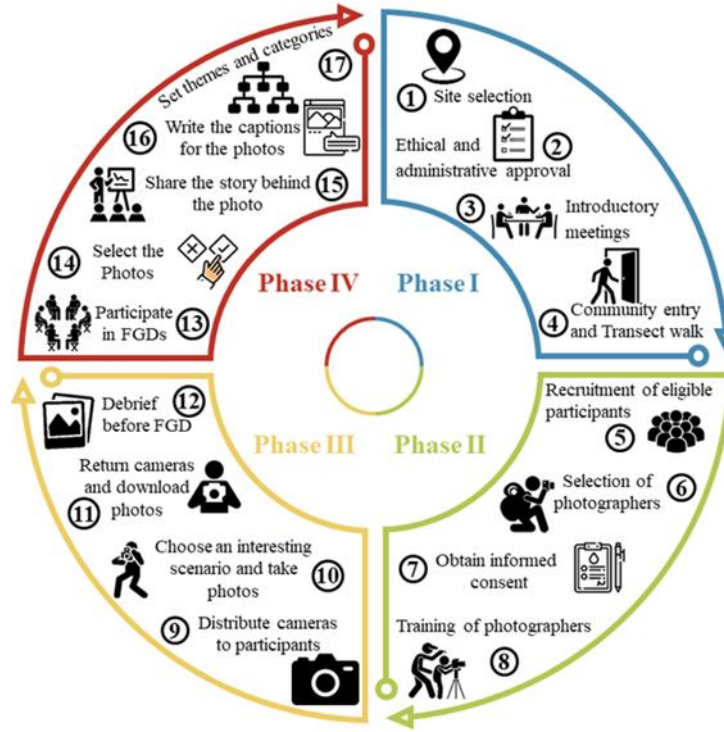 Phase I
1 Site selection
Ethical and 2
administrative approval
3 Introductory
meetings
4 Community entry
and Transect walk
Phase II
Recruitment of eligible
participants
5
Selection of 6
photographers
7 Obtain informed
consent
Training of photographers
8
Phase III
9 Distribute cameras
to participants
Choose an interesting 10
scenario and take
photos
Return cameras
and download
11 photos
Debrief 12
before FGD
Phase IV
Participate 13
in FGDs
14 Select the
Photos
Share the story behind 15
the photo
16 Write the captions
for the photos
Set themes and categories 17